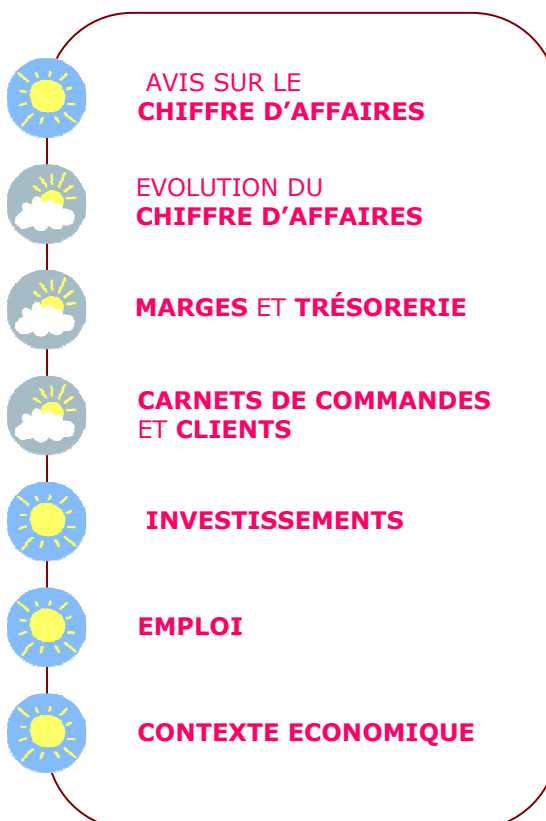 AVIS SUR LE
CHIFFRE D’AFFAIRES
EVOLUTION DU
CHIFFRE D’AFFAIRES
MARGES ET TRÉSORERIE
CARNETS DE COMMANDES
ET CLIENTS
INVESTISSEMENTS
EMPLOI
CONTEXTE ECONOMIQUE